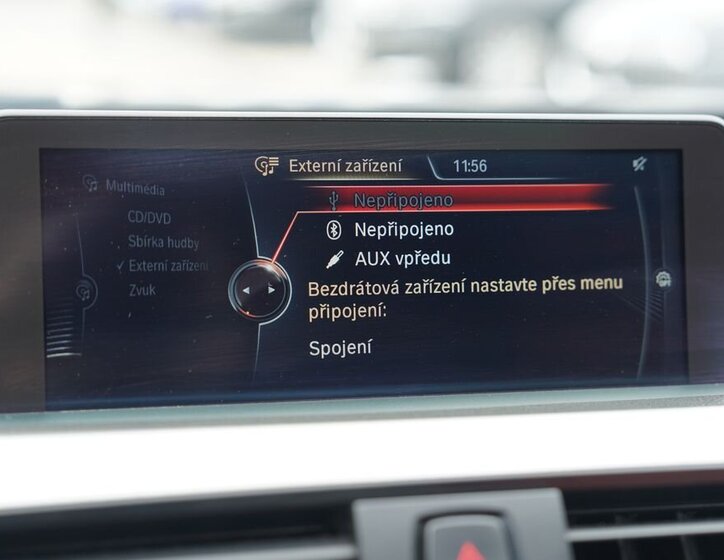 Externí zařízení
11:56
Multimédia
CD/DVD
Sbírka hudby
Externí zařízení
Zvuk
Nepřipojeno
Nepřipojeno
AUX vpředu
Bezdrátová zařízení nastavte přes menu
připojení:
Spojení